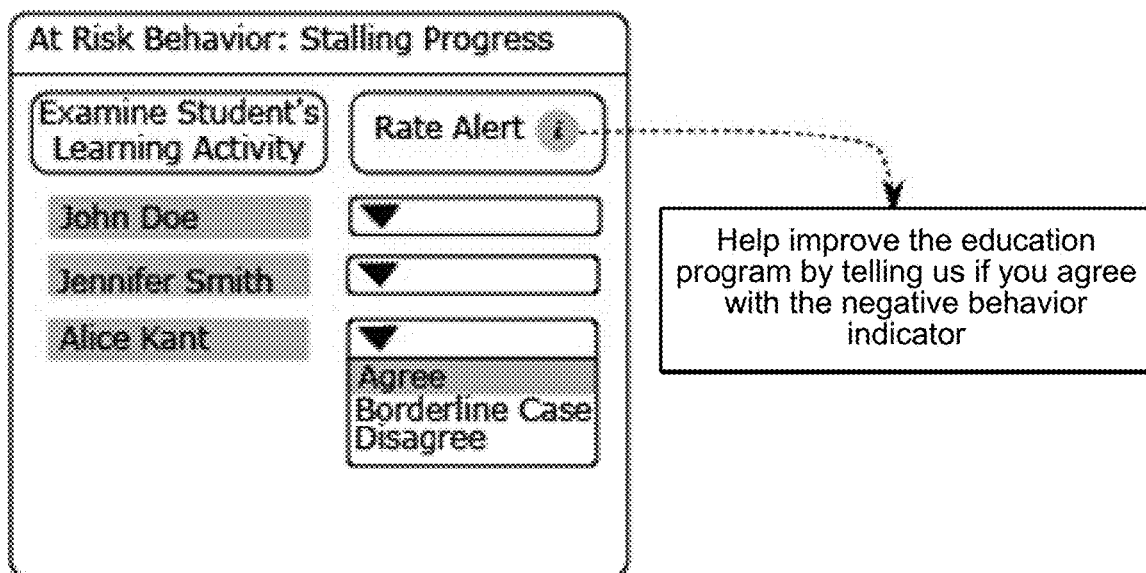 At Risk Behavior: Stalling Progress
Examine Student's
Learning Activity
Rate Alert i
John Doe
Jennifer Smith
Alice Kant
Agree
Borderline Case
Disagree
Help improve the education
program by telling us if you agree
with the negative behavior
indicator